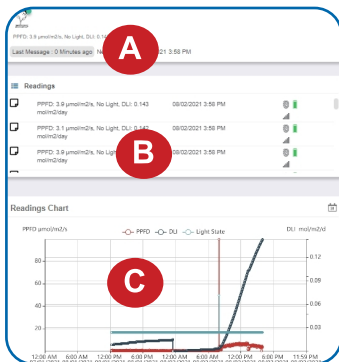 PPFD: 3.9 µmol/m2/s, No Light, DLI: 0.14
A
Last Message : 0 Minutes ago
2021 3:58 PM
Readings
PPFD: 3.9 µmol/m2/s, No Light, DLI: 0.143 mol/m2/day
08/02/2021 3:58 PM
PPFD: 3.1 µmol/m2/s, No Light, DLI: 0.142 mol/m2/day
08/02/2021 3:58 PM
B
PPFD: 3.9 µmol/m2/s, No Light
08/02/2021 3:58 PM
mol/m2/day
Readings Chart
PPFD µmol/m2/s
PPFD
DLI
Light State
DLI: mol/m2/d
80
60
40
20
0.12
0.09
0.06
0.03
C
12:00 AM 6:00 AM 12:00 PM 6:00 PM 12:00 AM 6:00 PM 12:00 PM 6:00 PM 11:59 PM